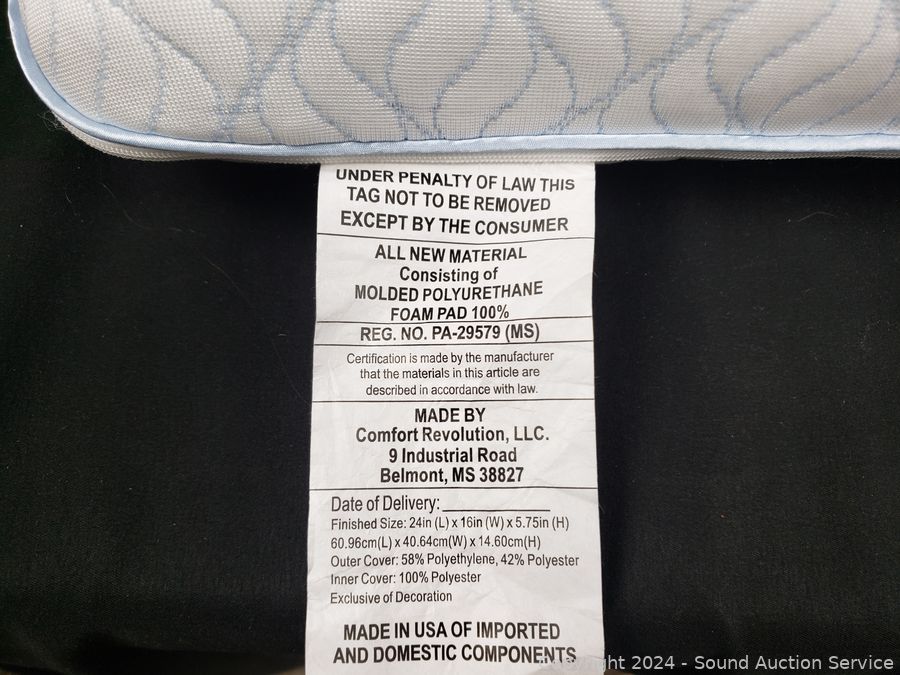 UNDER PENALTY OF LAW THIS
TAG NOT TO BE REMOVED
EXCEPT BY THE CONSUMER
ALL NEW MATERIAL
Consisting of
MOLDED POLYURETHANE
FOAM PAD 100%
REG. NO. PA-29579 (MS)
Certification is made by the manufacturer
that the materials in this article are
described in accordance with law.
MADE BY
Comfort Revolution, LLC.
9 Industrial Road
Belmont, MS 38827
Date of Delivery:___________
Finished Size: 24in (L) x 16in (W) x 5.75in (H)
60.96cm(L) x 40.64cm(W) x 14.60cm(H)
Outer Cover: 58% Polyethylene, 42% Polyester
Inner Cover: 100% Polyester
Exclusive of Decoration
MADE IN USA OF IMPORTED
AND DOMESTIC COMPONENTS
Copyright 2024 - Sound Auction Service